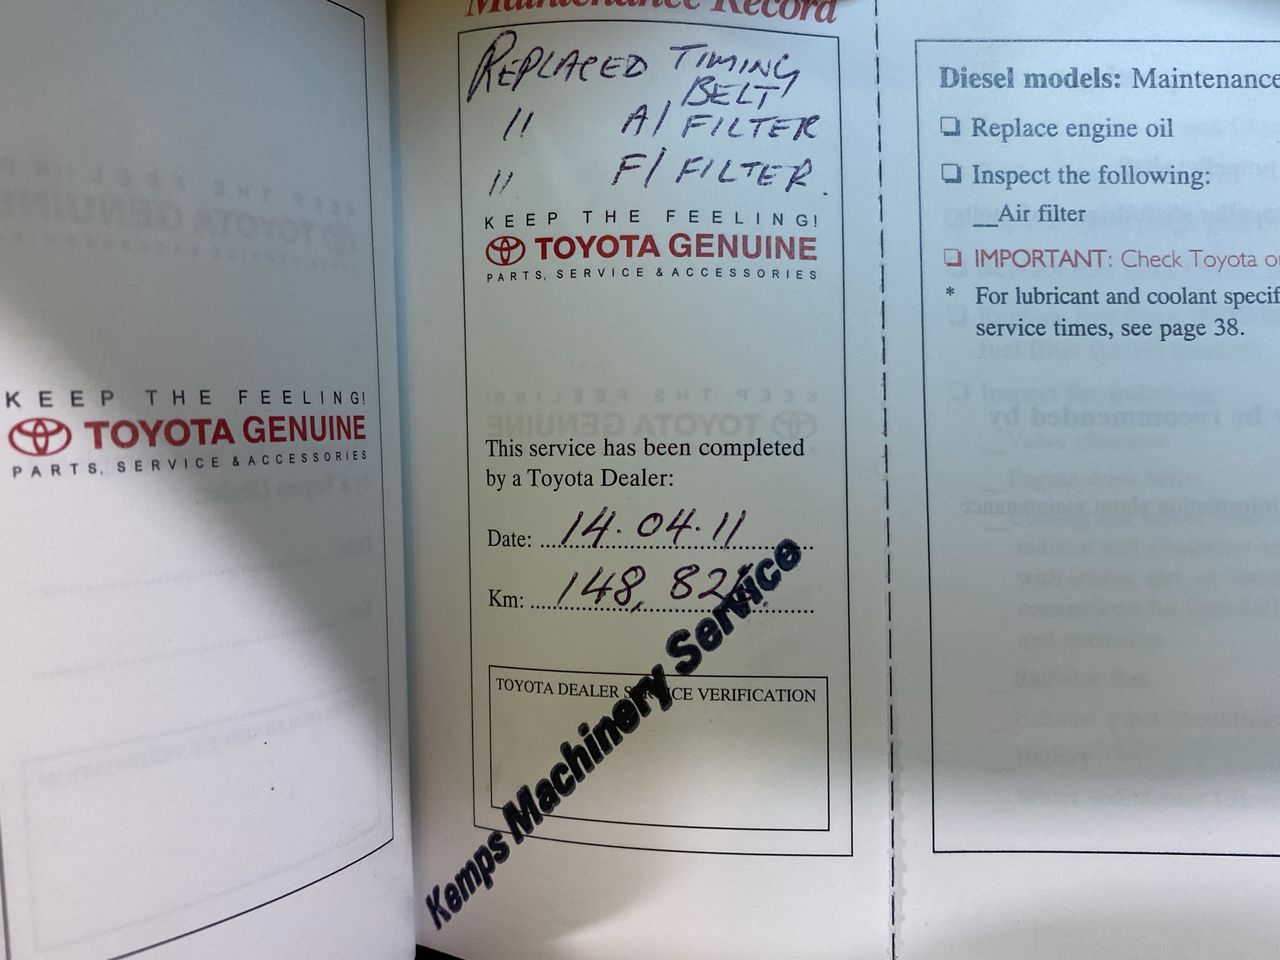 KEEP THE FEELING!
TOYOTA GENUINE
PARTS, SERVICE & ACCESSORIES
Maintenance Record
REPLACED TIMING
BELT
" A/ FILTER
" F/ FILTER.
KEEP THE FEELING!
TOYOTA GENUINE
PARTS, SERVICE & ACCESSORIES
This service has been completed
by a Toyota Dealer:
Date: 14.04.11
Km: 148,
TOYOTA DEALER SERVICE VERIFICATION
Kemps Machinery Service
Diesel models: Maintenance
Replace engine oil
Inspect the following:
Air filter
IMPORTANT: Check Toyota
* For lubricant and coolant
service times, see page 38.